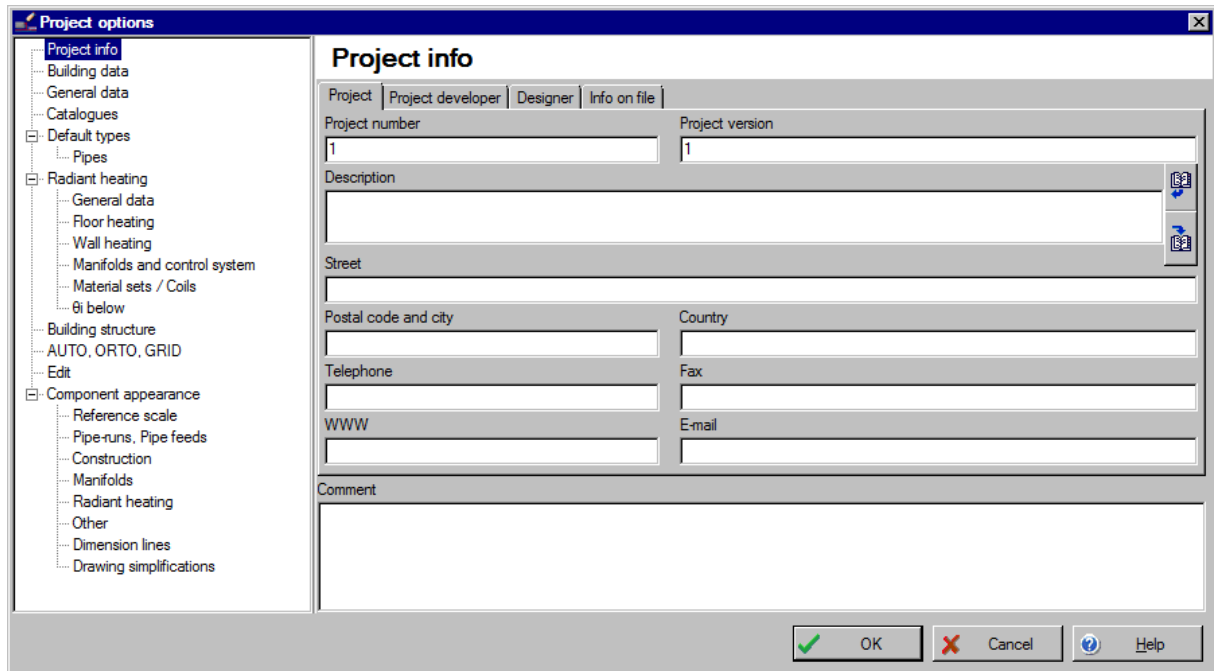 Project options
Project info
Building data
General data
Catalogues
Default types
Pipes
Radiant heating
General data
Floor heating
Wall heating
Manifolds and control system
Material sets / Coils
θi below
Building structure
AUTO, ORTO, GRID
Edit
Component appearance
Reference scale
Pipe-runs, Pipe feeds
Construction
Manifolds
Radiant heating
Other
Dimension lines
Drawing simplifications
Project info
Project Project developer Designer Info on file
Project number Project version
1 1
Description
Street
Postal code and city Country
Telephone Fax
WWW E-mail
Comment
OK Cancel Help